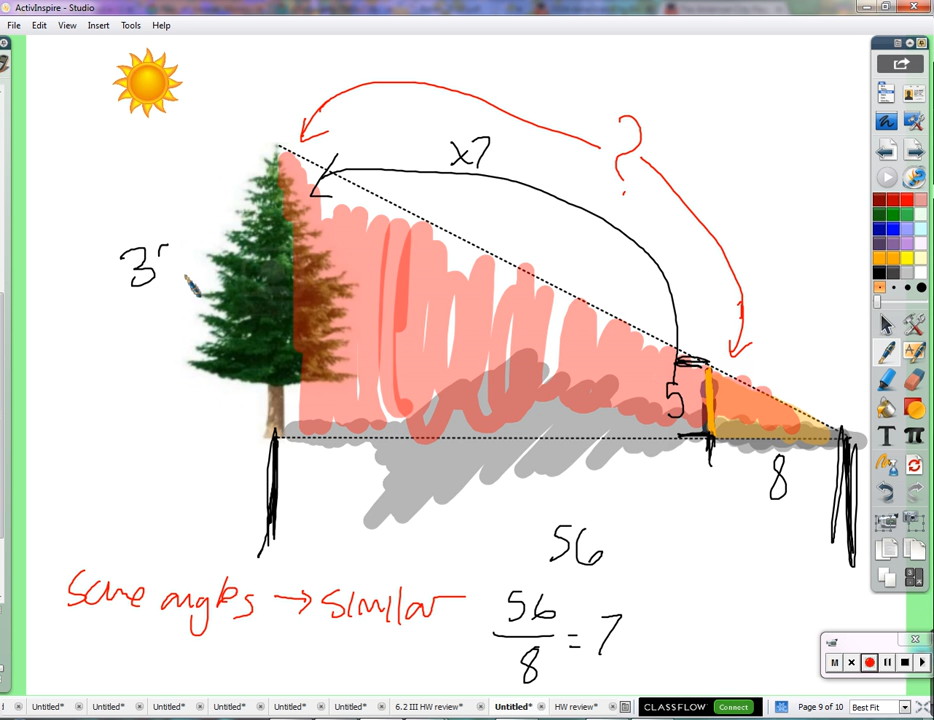 ActivInspire - Studio
File Edit View Insert Tools Help
x7
?
3
5
8
56
same angles → similar
56
8
= 7
M
Untitled* Untitled* Untitled* Untitled* Untitled* Untitled* 6.2 III HW review* Untitled* HW review*
CLASSFLOW Connect
Page 9 of 10
Best Fit